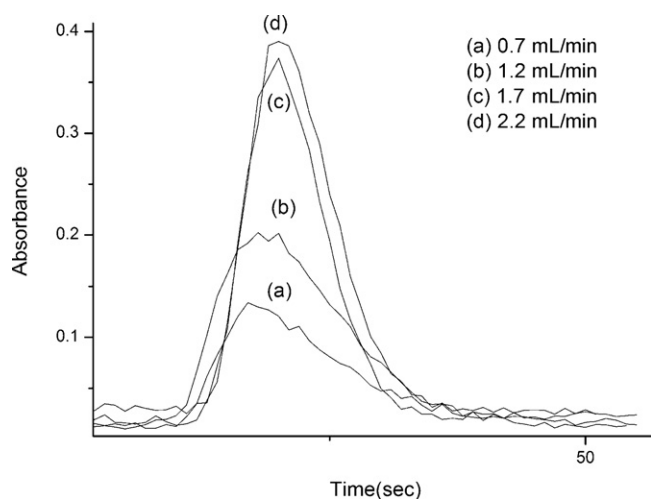 0.4
(d)
(a) 0.7 mL/min
(b) 1.2 mL/min
(c) 1.7 mL/min
(d) 2.2 mL/min
(c)
0.3
Absorbance
(b)
0.2
(a)
0.1
50
Time(sec)